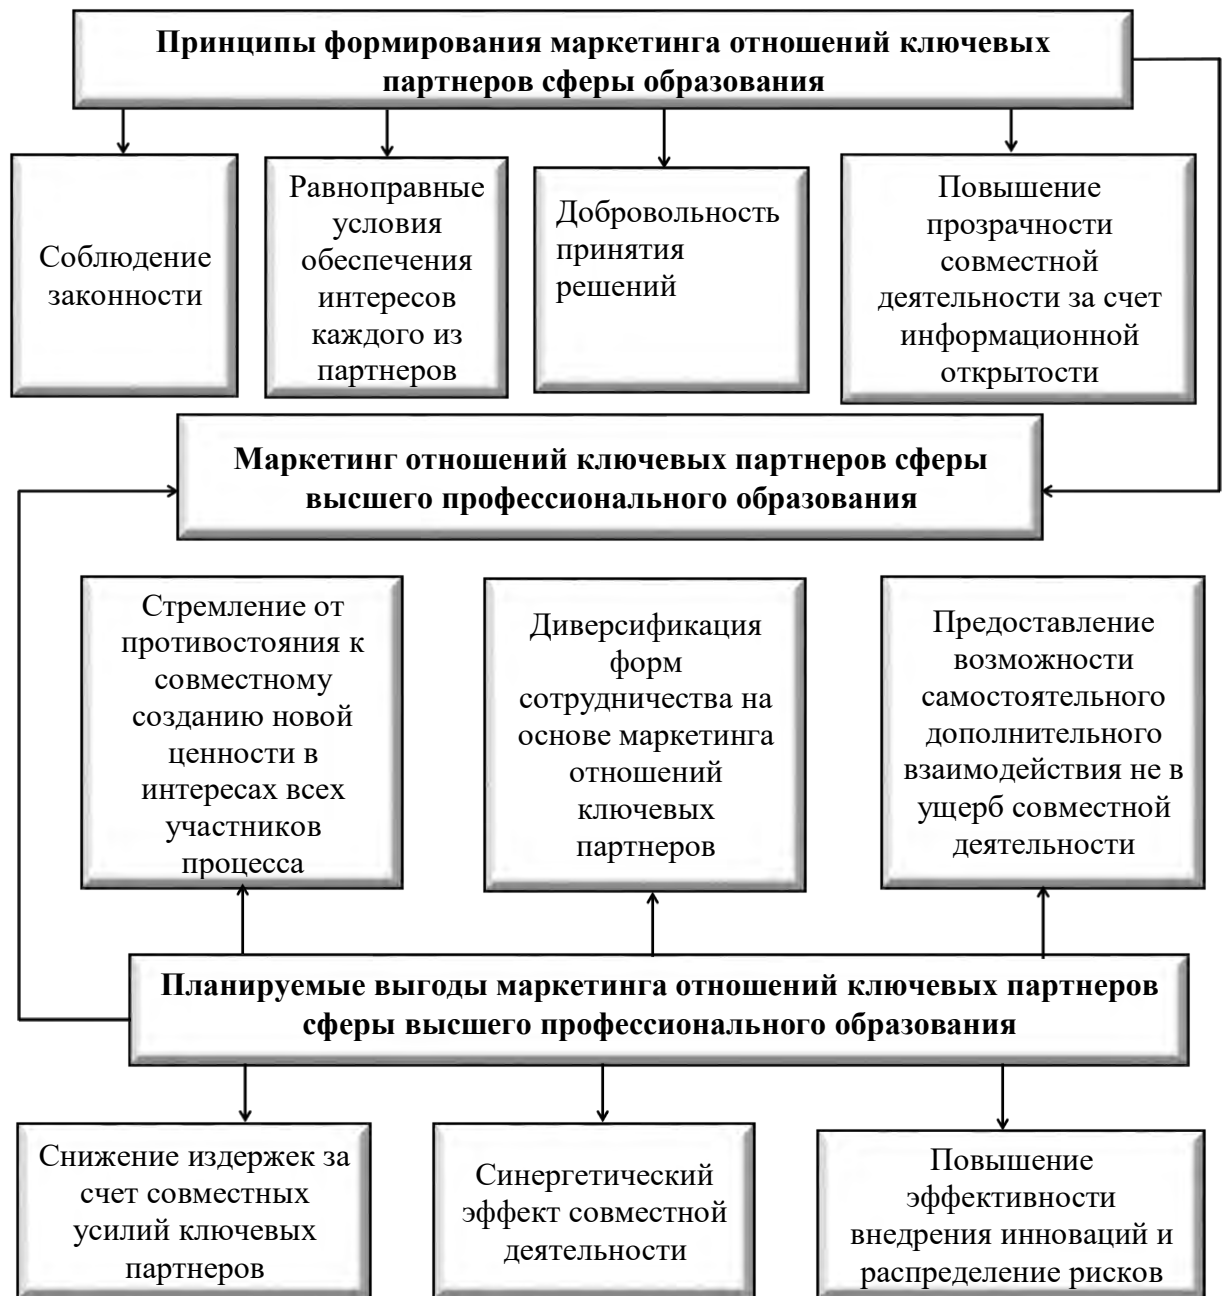 Принципы формирования маркетинга отношений ключевых
партнеров сферы образования
Соблюдение
законности
Равноправные
условия
обеспечения
интересов
каждого из
партнеров
Добровольность
принятия
решений
Повышение
прозрачности
совместной
деятельности за счет
информационной
открытости
Маркетинг отношений ключевых партнеров сферы
высшего профессионального образования
Стремление от
противостояния к
совместному
созданию новой
ценности в
интересах всех
участников
процесса
Диверсификация
форм
сотрудничества на
основе маркетинга
отношений
ключевых
партнеров
Предоставление
возможности
самостоятельного
дополнительного
взаимодействия не в
ущерб совместной
деятельности
Планируемые выгоды маркетинга отношений ключевых партнеров
сферы высшего профессионального образования
Снижение издержек за
счет совместных
усилий ключевых
партнеров
Синергетический
эффект совместной
деятельности
Повышение
эффективности
внедрения инноваций и
распределение рисков